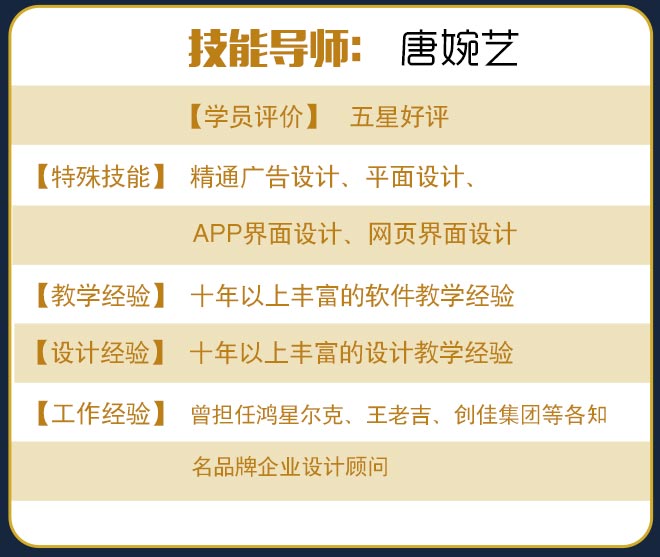 技能导师：唐婉艺
【学员评价】 五星好评
【特殊技能】 精通广告设计、平面设计、
APP界面设计、网页界面设计
【教学经验】 十年以上丰富的软件教学经验
【设计经验】 十年以上丰富的设计教学经验
【工作经验】 曾担任鸿星尔克、王老吉、创佳集团等各知
名品牌企业设计顾问